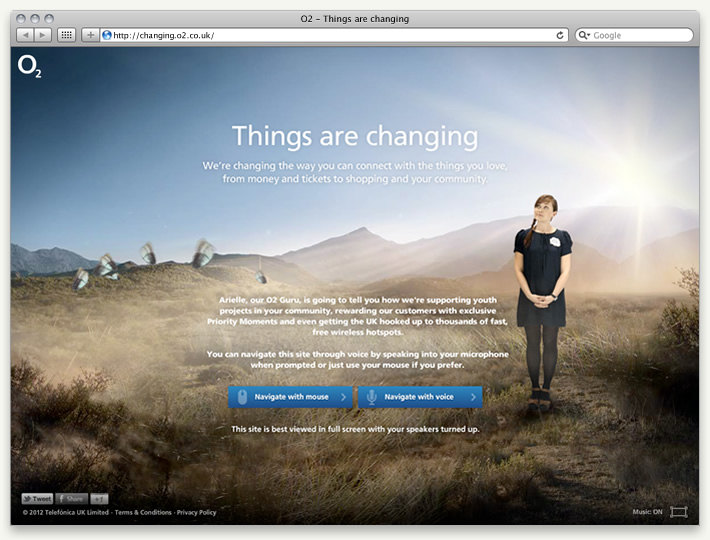 O2 – Things are changing
http://changing.o2.co.uk/
Google
O2
Things are changing
We're changing the way you can connect with the things you love,
from money and tickets to shopping and your community.
Arielle, our O2 Guru, is going to tell you how we're supporting youth
projects in your community, rewarding our customers with exclusive
Priority Moments and even getting the UK hooked up to thousands of fast,
free wireless hotspots.
You can navigate this site through voice by speaking into your microphone
when prompted or just use your mouse if you prefer.
Navigate with mouse
Navigate with voice
This site is best viewed in full screen with your speakers turned up.
Tweet
Share
+1
© 2012 Telefónica UK Limited · Terms & Conditions · Privacy Policy
Music: ON